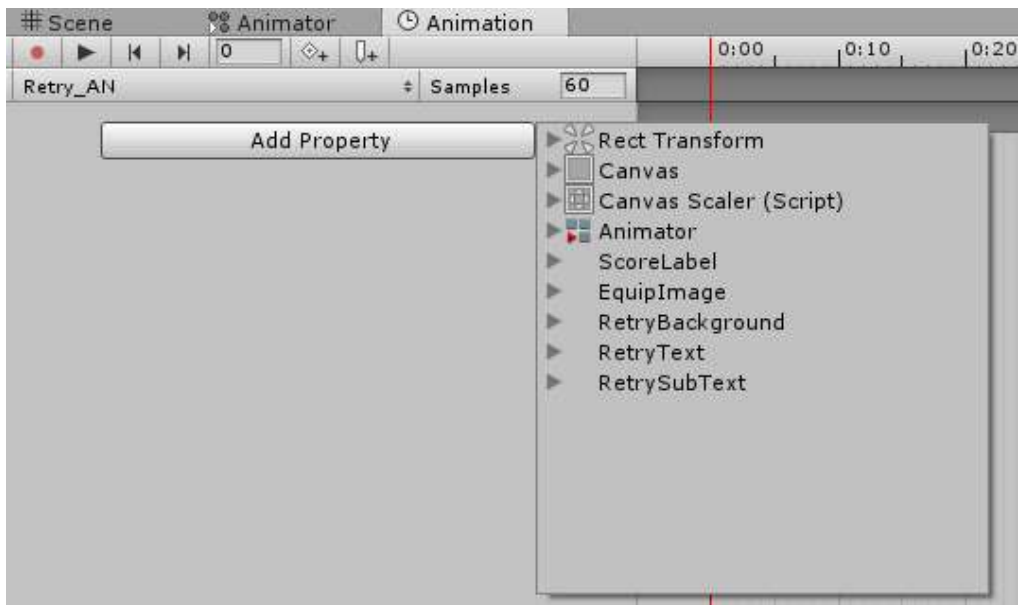 Scene Animator Animation
0 0:00 0:10 0:20
Retry_AN Samples 60
Add Property
Rect Transform
Canvas
Canvas Scaler (Script)
Animator
ScoreLabel
EquipImage
RetryBackground
RetryText
RetrySubText